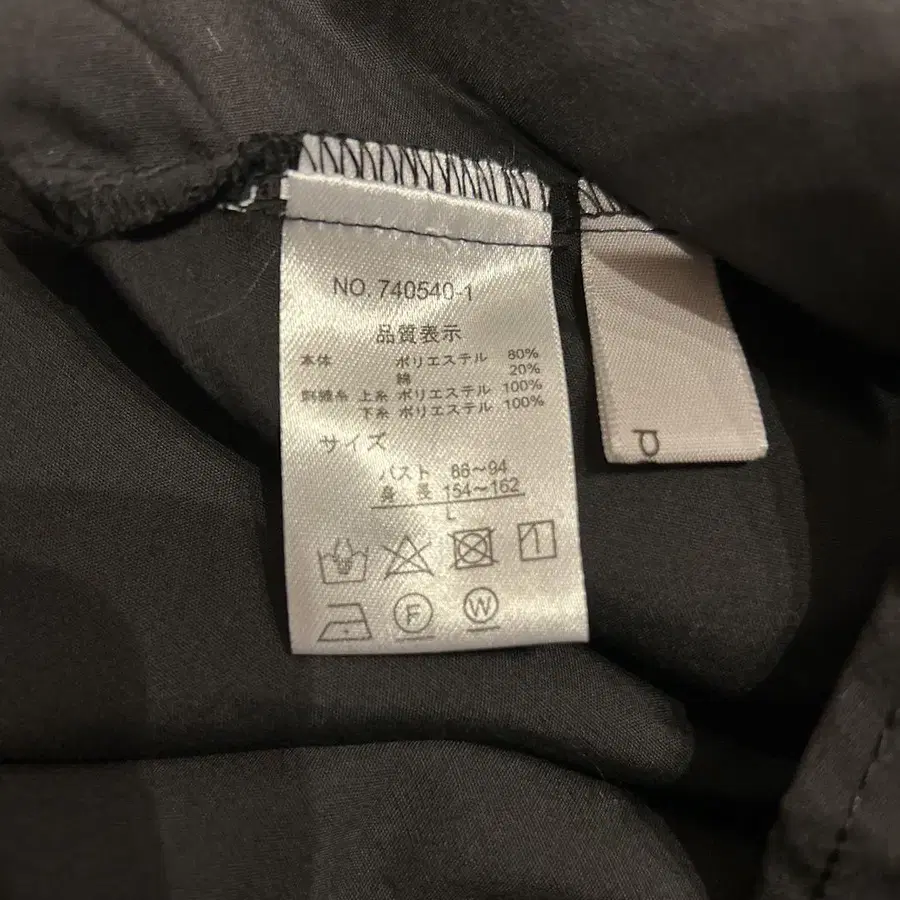 NO. 740540-1
品質表示
本体 ポリエステル 80%
綿 20%
刺繍糸 上糸 ポリエステル 100%
下糸 ポリエステル 100%
サイズ
バスト 86〜94
身長 154〜162
L
F
W